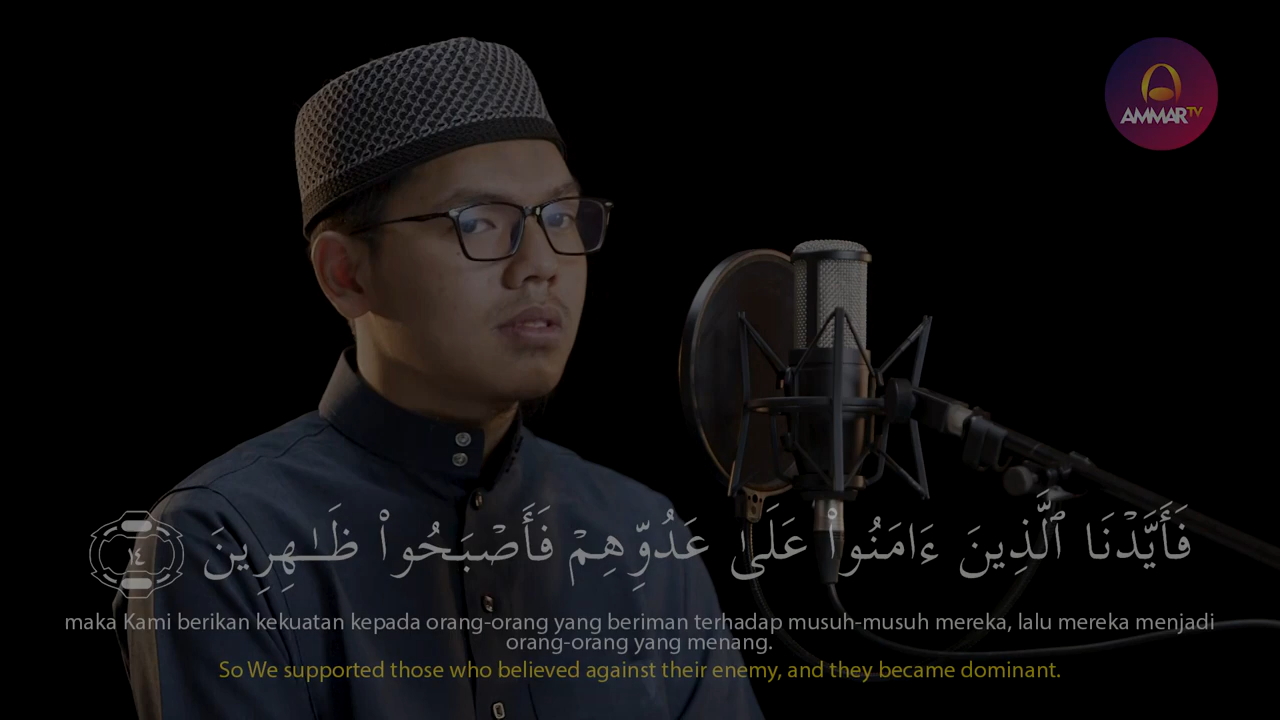 AMMAR TV
فَأَيَّدْنَا ٱلَّذِينَ ءَامَنُوا۟ عَلَىٰ عَدُوِّهِمْ فَأَصْبَحُوا۟ ظَـٰهِرِينَ ١٤
maka Kami berikan kekuatan kepada orang-orang yang beriman terhadap musuh-musuh mereka, lalu mereka menjadi
orang-orang yang menang.
So We supported those who believed against their enemy, and they became dominant.